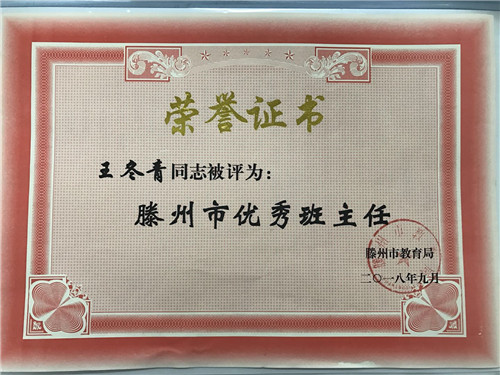 荣誉证书
王冬青同志被评为:
滕州市优秀班主任
滕州市教育局
二〇一八年九月